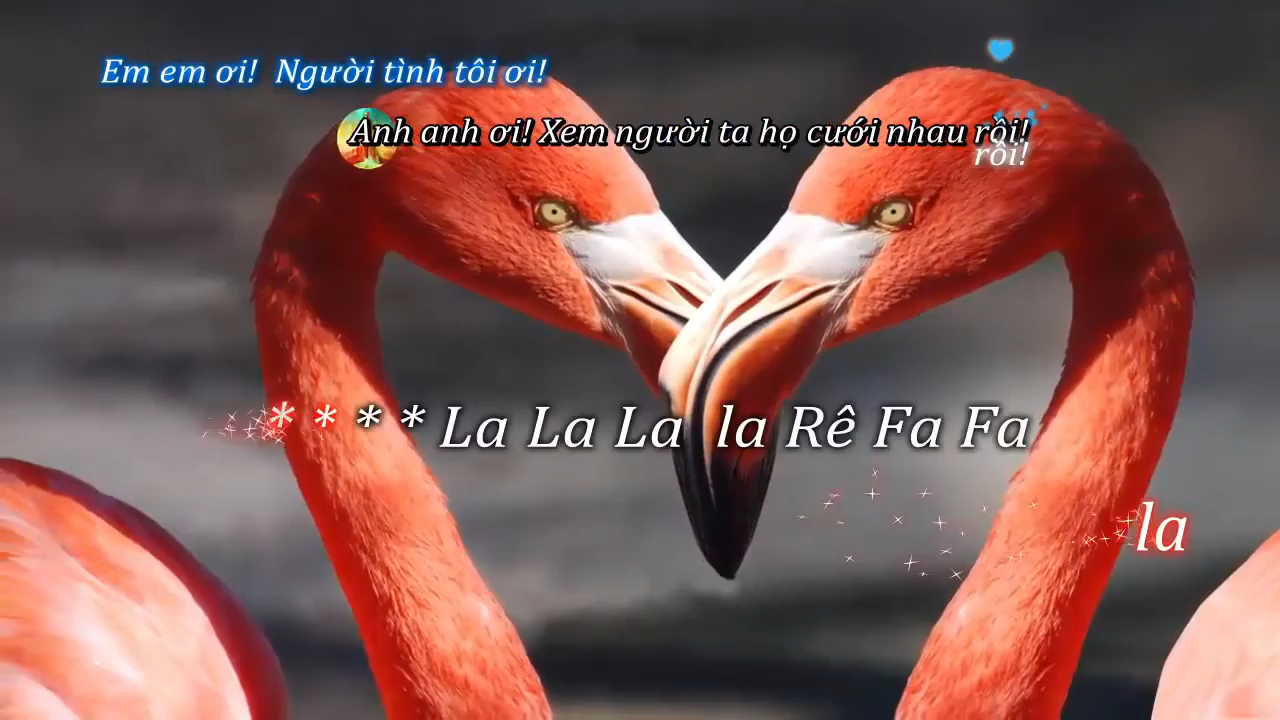 Em em ơi! Người tình tôi ơi!
Anh anh ơi! Xem người ta họ cưới nhau rồi!
rồi!
* * * * La La La la Rê Fa Fa
la